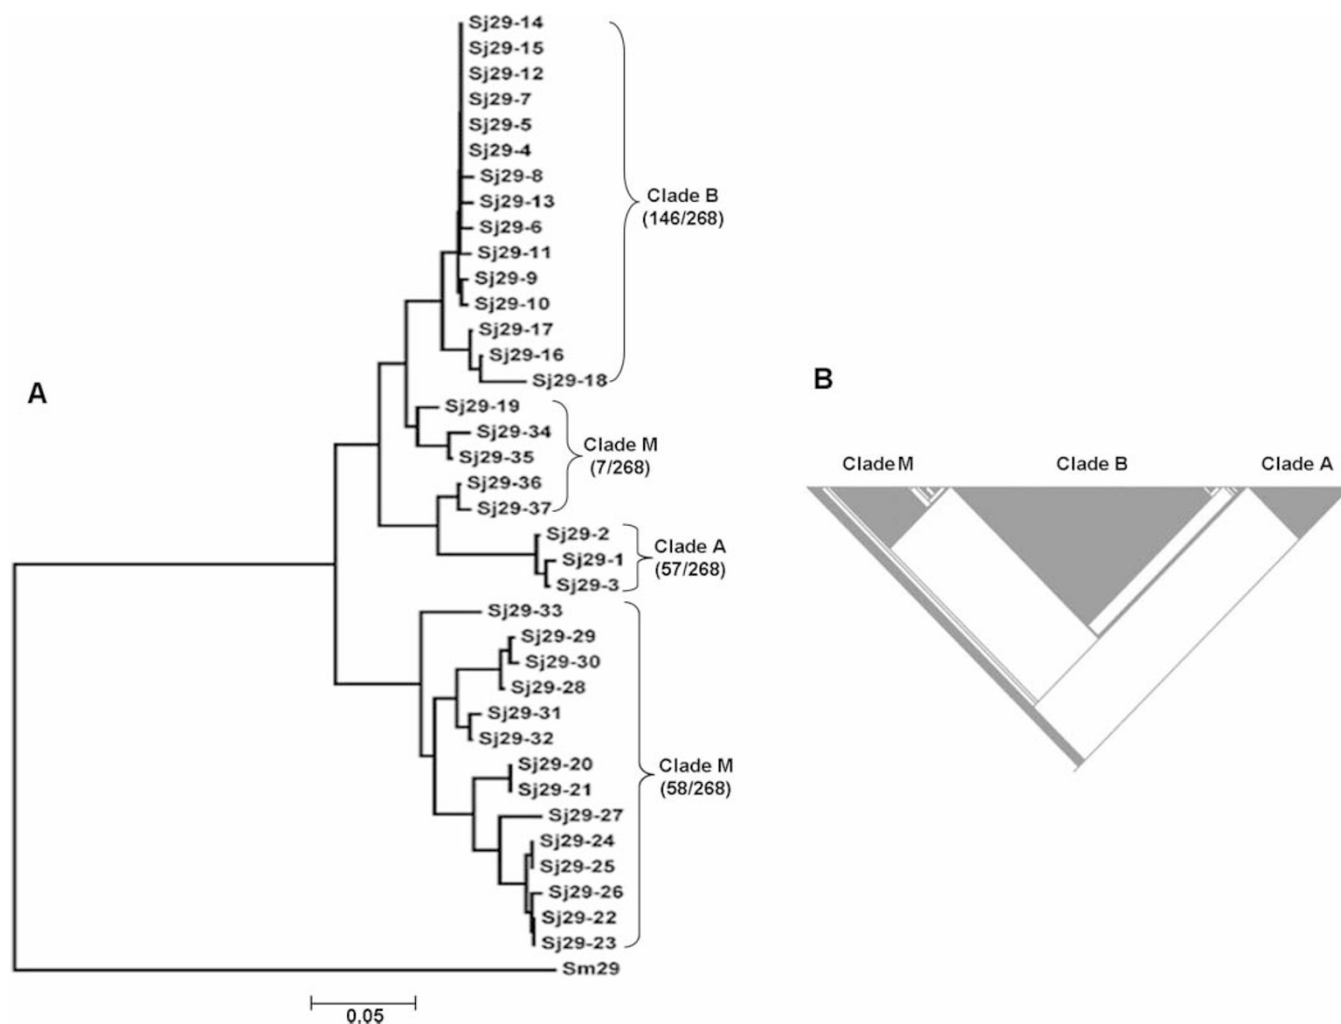 A
Sj29-14
Sj29-15
Sj29-12
Sj29-7
Sj29-5
Sj29-4
Sj29-8
Sj29-13
Sj29-6
Sj29-11
Sj29-9
Sj29-10
Sj29-17
Sj29-16
Sj29-18
Clade B
(146/268)
Sj29-19
Sj29-34
Sj29-35
Sj29-36
Sj29-37
Clade M
(7/268)
Sj29-2
Sj29-1
Sj29-3
Clade A
(57/268)
Sj29-33
Sj29-29
Sj29-30
Sj29-28
Sj29-31
Sj29-32
Sj29-20
Sj29-21
Sj29-27
Sj29-24
Sj29-25
Sj29-26
Sj29-22
Sj29-23
Clade M
(58/268)
Sm29
0,05
B
Clade M
Clade B
Clade A